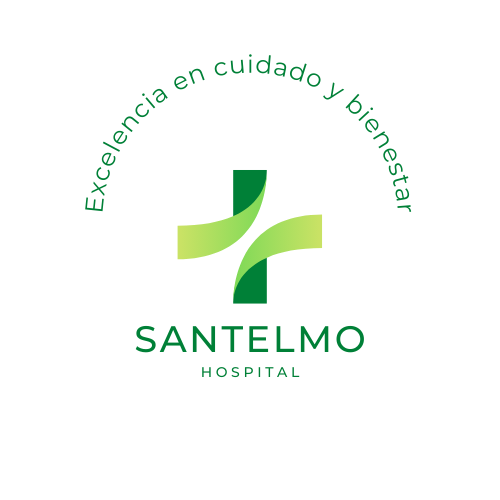 Excelencia en cuidado y bienestar
SANTELMO
HOSPITAL